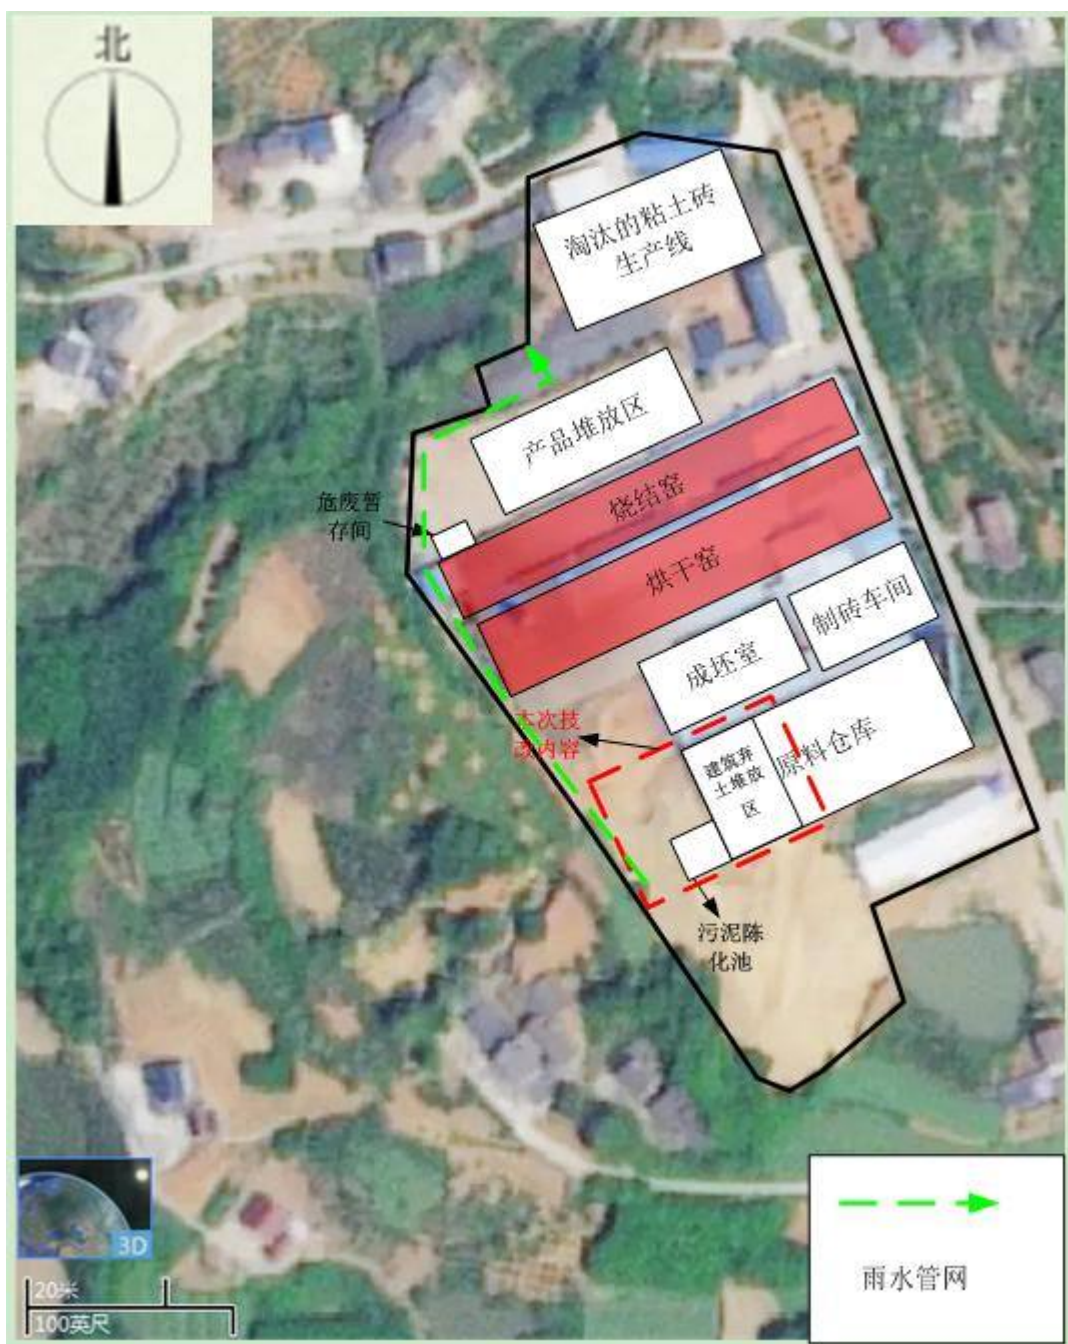 北
淘汰的粘土砖
生产线
产品堆放区
危废暂
存间
烧结窑
烘干窑
制砖车间
成坯室
本次技
改内容
建筑弃
土堆放
区
原料仓库
污泥陈
化池
3D
20米
100英尺
雨水管网